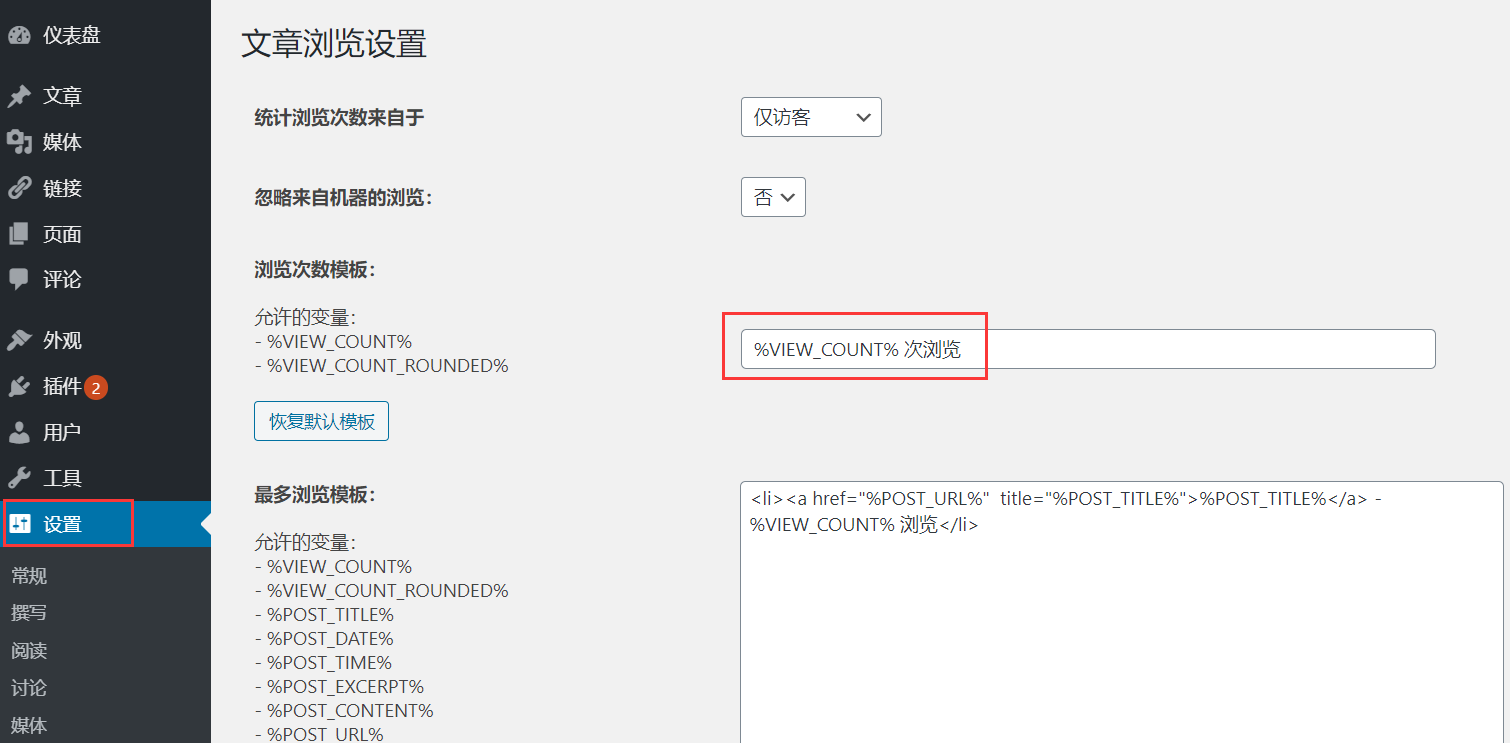 仪表盘
文章
媒体
链接
页面
评论
外观
插件 2
用户
工具
设置
常规
撰写
阅读
讨论
媒体
文章浏览设置
统计浏览次数来自于
仅访客
忽略来自机器的浏览：
否
浏览次数模板：
允许的变量：
- %VIEW_COUNT%
- %VIEW_COUNT_ROUNDED%
%VIEW_COUNT% 次浏览
恢复默认模板
最多浏览模板：
允许的变量：
- %VIEW_COUNT%
- %VIEW_COUNT_ROUNDED%
- %POST_TITLE%
- %POST_DATE%
- %POST_TIME%
- %POST_EXCERPT%
- %POST_CONTENT%
- %POST_URL%
<li><a href="%POST_URL%"  title="%POST_TITLE%">%POST_TITLE%</a> -
%VIEW_COUNT% 浏览</li>